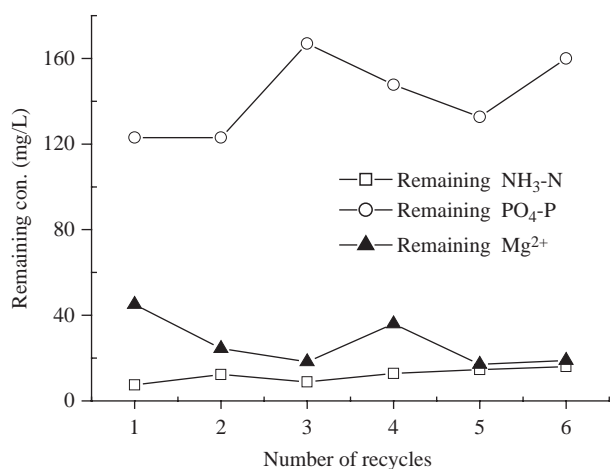 Remaining con. (mg/L)
160
120
80
40
0
Remaining NH₃-N
Remaining PO₄-P
Remaining Mg²⁺
1 2 3 4 5 6
Number of recycles